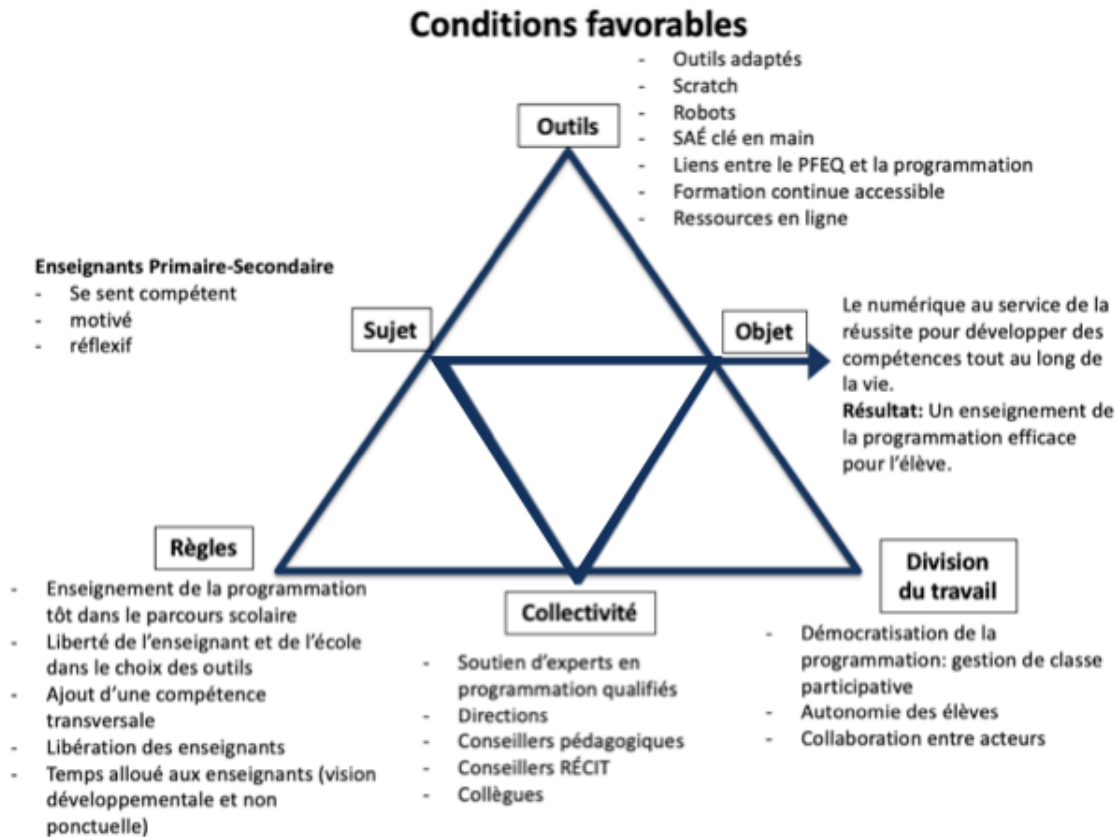 Conditions favorables
- Outils adaptés
- Scratch
- Robots
- SAÉ clé en main
- Liens entre le PFEQ et la programmation
- Formation continue accessible
- Ressources en ligne
Outils
Enseignants Primaire-Secondaire
- Se sent compétent
- motivé
- réflexif
Sujet
Objet
Le numérique au service de la
réussite pour développer des
compétences tout au long de
la vie.
Résultat: Un enseignement de
la programmation efficace
pour l'élève.
Règles
- Enseignement de la programmation
tôt dans le parcours scolaire
- Liberté de l'enseignant et de l'école
dans le choix des outils
- Ajout d'une compétence
transversale
- Libération des enseignants
- Temps alloué aux enseignants (vision
développementale et non
ponctuelle)
Collectivité
- Soutien d'experts en
programmation qualifiés
- Directions
- Conseillers pédagogiques
- Conseillers RÉCIT
- Collègues
Division
du travail
- Démocratisation de la
programmation: gestion de classe
participative
- Autonomie des élèves
- Collaboration entre acteurs